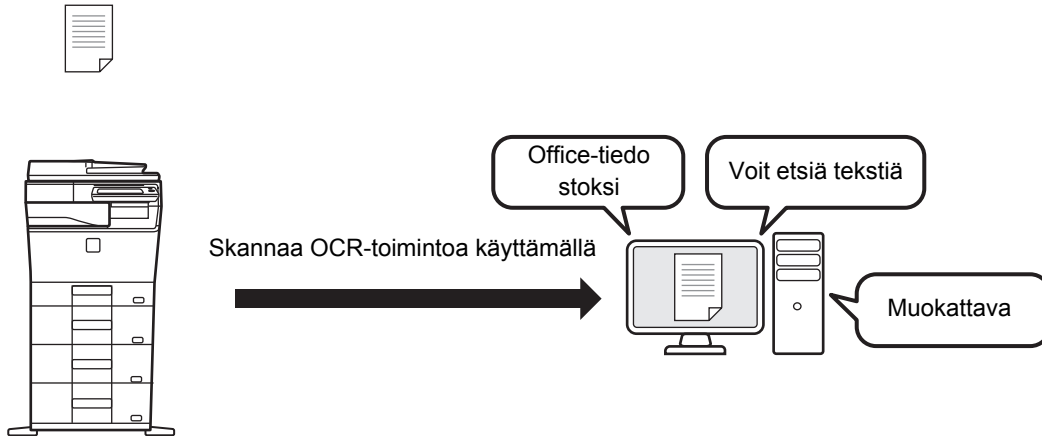 Office-tiedo
stoksi
Voit etsiä tekstiä
Skannaa OCR-toimintoa käyttämällä
Muokattava